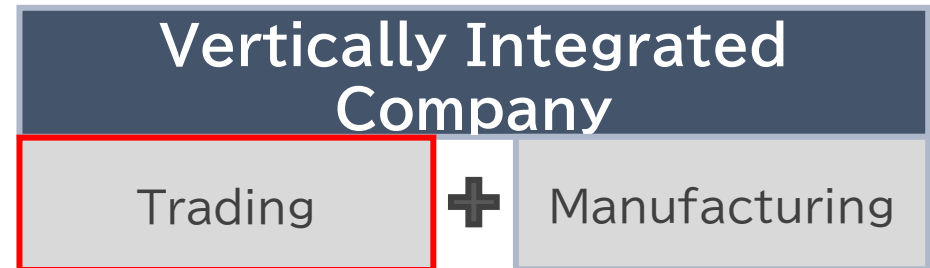 Vertically Integrated
Company
Trading
Manufacturing